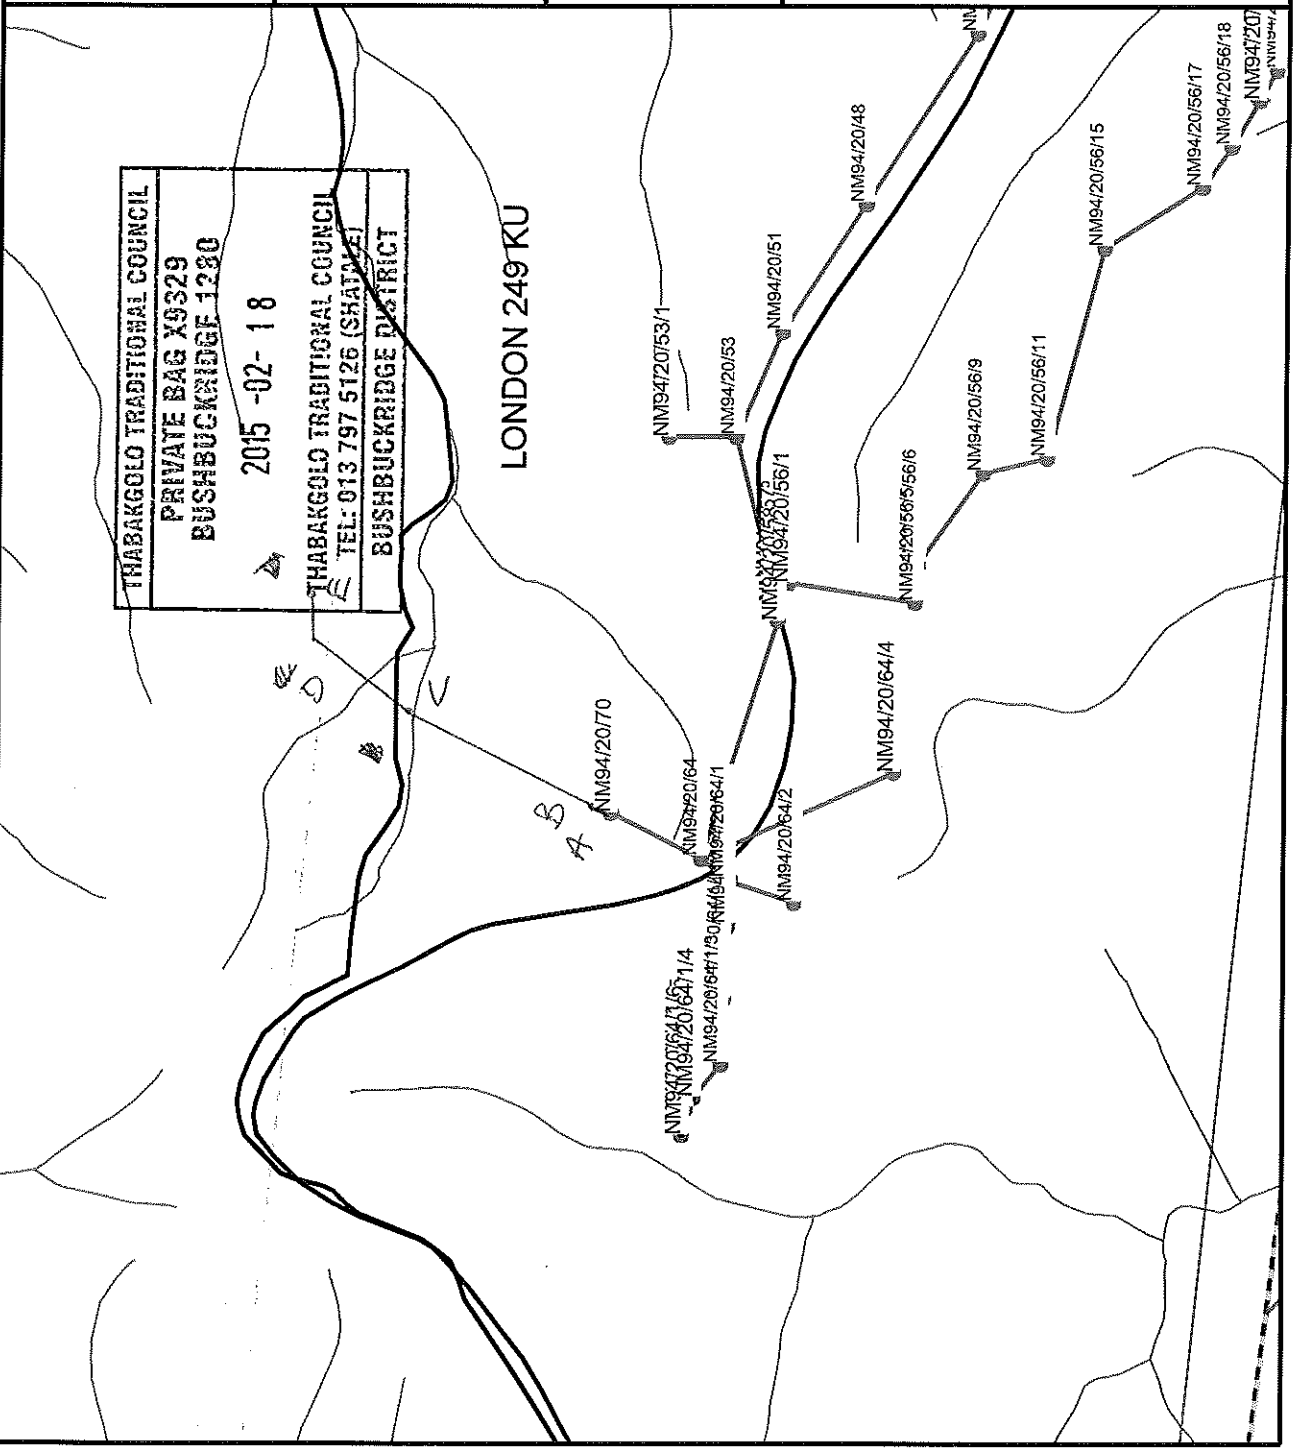 THABAKGOLO TRADITIONAL COUNCIL
PRIVATE BAG X9329
BUSHBUCKRIDGE 1280
2015 -02- 18
THABAKGOLO TRADITIONAL COUNCIL
TEL: 013 797 5126 (SHATALE)
BUSHBUCKRIDGE DISTRICT
LONDON 249 KU
E
D
C
B
A
NM94/20/70
NM94/20/64
NM94/20/64/1
NM94/20/64/2
NM94/20/64/4
NM94/20/64/1/4
NM94/20/53/1
NM94/20/53
NM94/20/51
NM94/20/48
NM
NM94/20/56/1
NM94/20/56/9
NM94/20/56/11
NM94/20/56/15
NM94/20/56/17
NM94/20/56/18
NM94/20/